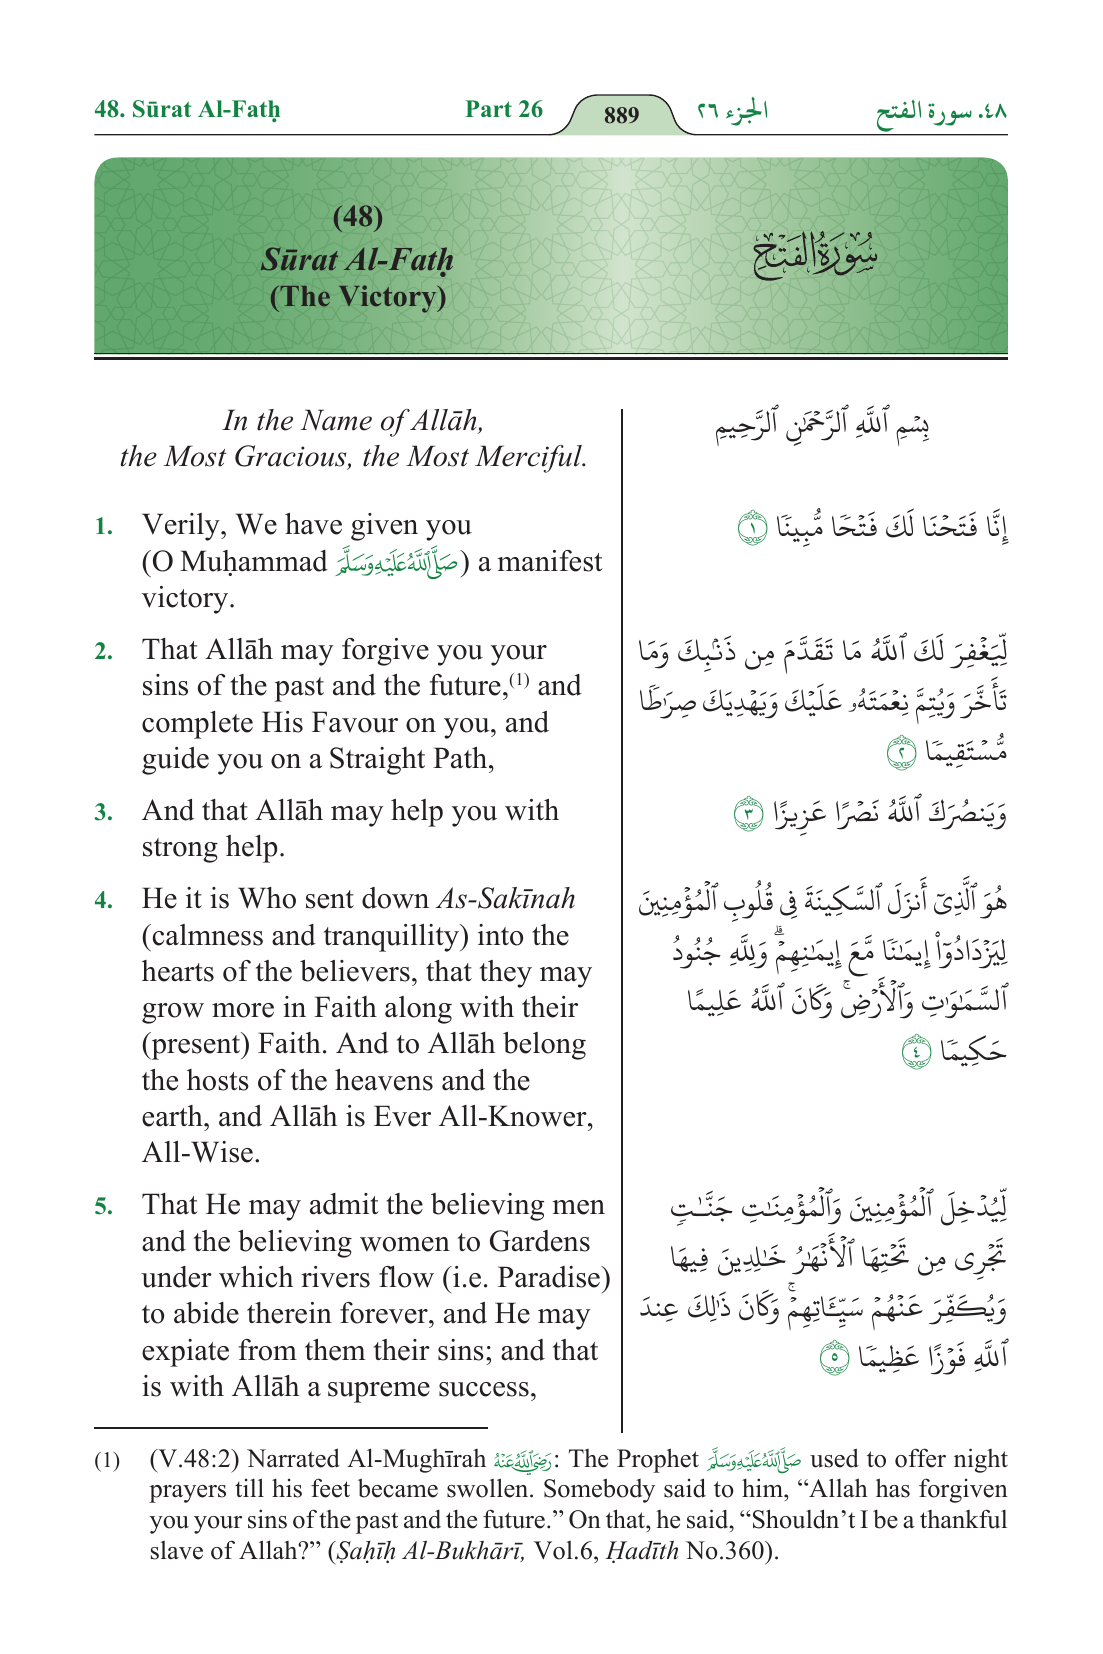 48. Sūrat Al-Fatḥ Part 26 889 الجزء ٢٦ ٤٨. سورة الفتح
(48)
Sūrat Al-Fatḥ
(The Victory)
سُورَةُ الفَتْحِ
In the Name of Allāh,
the Most Gracious, the Most Merciful.
1. Verily, We have given you
(O Muḥammad صَلَّى ٱللَّهُ عَلَيْهِ وَسَلَّمَ) a manifest
victory.
2. That Allāh may forgive you your
sins of the past and the future,(1) and
complete His Favour on you, and
guide you on a Straight Path,
3. And that Allāh may help you with
strong help.
4. He it is Who sent down As-Sakīnah
(calmness and tranquillity) into the
hearts of the believers, that they may
grow more in Faith along with their
(present) Faith. And to Allāh belong
the hosts of the heavens and the
earth, and Allāh is Ever All-Knower,
All-Wise.
5. That He may admit the believing men
and the believing women to Gardens
under which rivers flow (i.e. Paradise)
to abide therein forever, and He may
expiate from them their sins; and that
is with Allāh a supreme success,
بِسْمِ ٱللَّهِ ٱلرَّحْمَٰنِ ٱلرَّحِيمِ
إِنَّا فَتَحْنَا لَكَ فَتْحًا مُّبِينًا ١
لِّيَغْفِرَ لَكَ ٱللَّهُ مَا تَقَدَّمَ مِن ذَنۢبِكَ وَمَا
تَأَخَّرَ وَيُتِمَّ نِعْمَتَهُۥ عَلَيْكَ وَيَهْدِيَكَ صِرَٰطًا
مُّسْتَقِيمًا ٢
وَيَنصُرَكَ ٱللَّهُ نَصْرًا عَزِيزًا ٣
هُوَ ٱلَّذِىٓ أَنزَلَ ٱلسَّكِينَةَ فِى قُلُوبِ ٱلْمُؤْمِنِينَ
لِيَزْدَادُوٓا۟ إِيمَٰنًا مَّعَ إِيمَٰنِهِمْ ۗ وَلِلَّهِ جُنُودُ
ٱلسَّمَٰوَٰتِ وَٱلْأَرْضِ ۚ وَكَانَ ٱللَّهُ عَلِيمًا
حَكِيمًا ٤
لِّيُدْخِلَ ٱلْمُؤْمِنِينَ وَٱلْمُؤْمِنَٰتِ جَنَّٰتٍ
تَجْرِى مِن تَحْتِهَا ٱلْأَنْهَٰرُ خَٰلِدِينَ فِيهَا
وَيُكَفِّرَ عَنْهُمْ سَيِّـَٔاتِهِمْ ۚ وَكَانَ ذَٰلِكَ عِندَ
ٱللَّهِ فَوْزًا عَظِيمًا ٥
(1) (V.48:2) Narrated Al-Mughīrah رَضِيَ ٱللَّهُ عَنْهُ: The Prophet صَلَّى ٱللَّهُ عَلَيْهِ وَسَلَّمَ used to offer night
prayers till his feet became swollen. Somebody said to him, “Allah has forgiven
you your sins of the past and the future.” On that, he said, “Shouldn’t I be a thankful
slave of Allah?” (Ṣaḥīḥ Al-Bukhārī, Vol.6, Ḥadīth No.360).